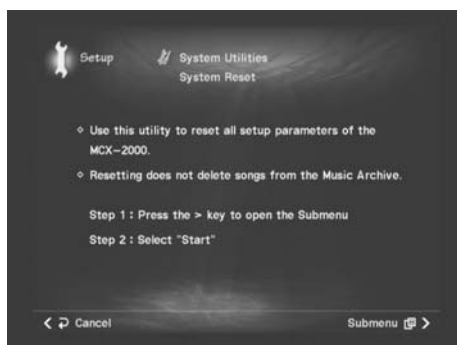 Setup
System Utilities
System Reset
Use this utility to reset all setup parameters of the
MCX-2000.
Resetting does not delete songs from the Music Archive.
Step 1 : Press the > key to open the Submenu
Step 2 : Select "Start"
< Cancel
Submenu >